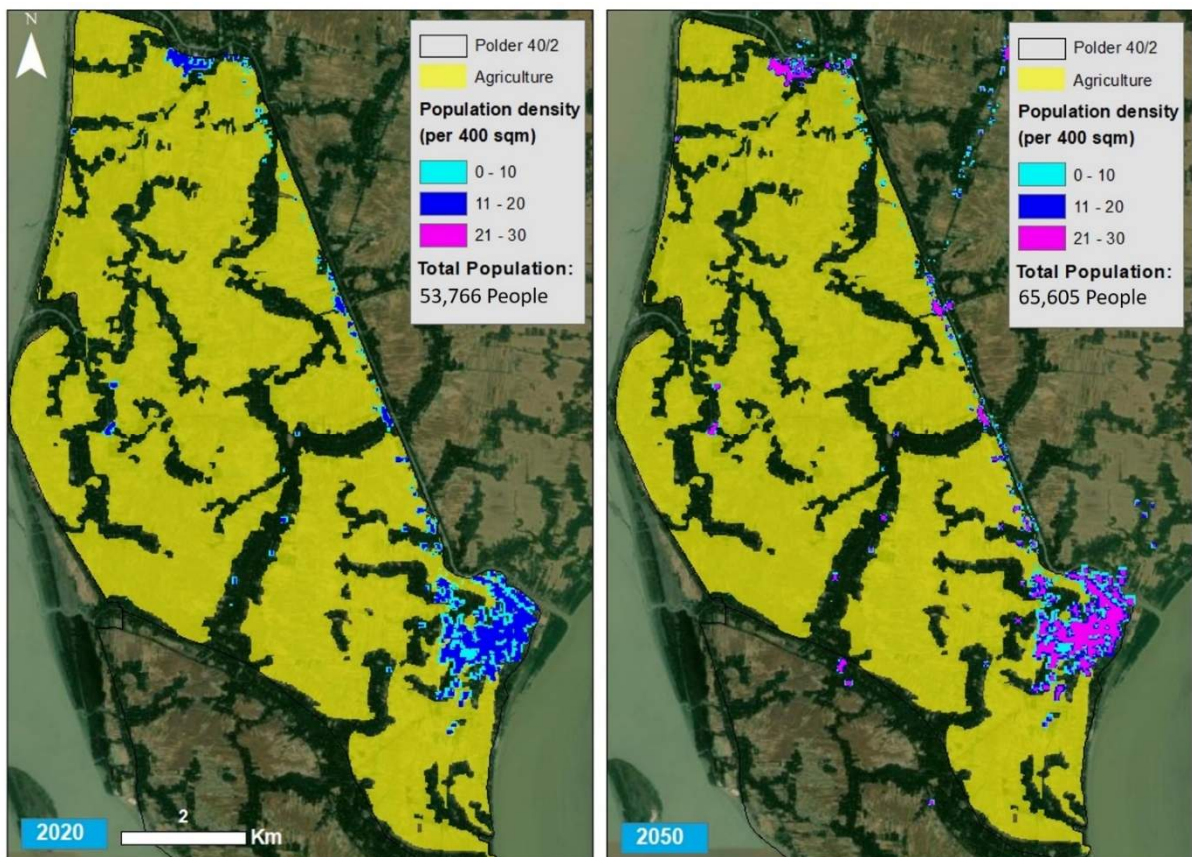 N
Polder 40/2
Agriculture
Population density
(per 400 sqm)
0 - 10
11 - 20
21 - 30
Total Population:
53,766 People
2020
2
Km
Polder 40/2
Agriculture
Population density
(per 400 sqm)
0 - 10
11 - 20
21 - 30
Total Population:
65,605 People
2050